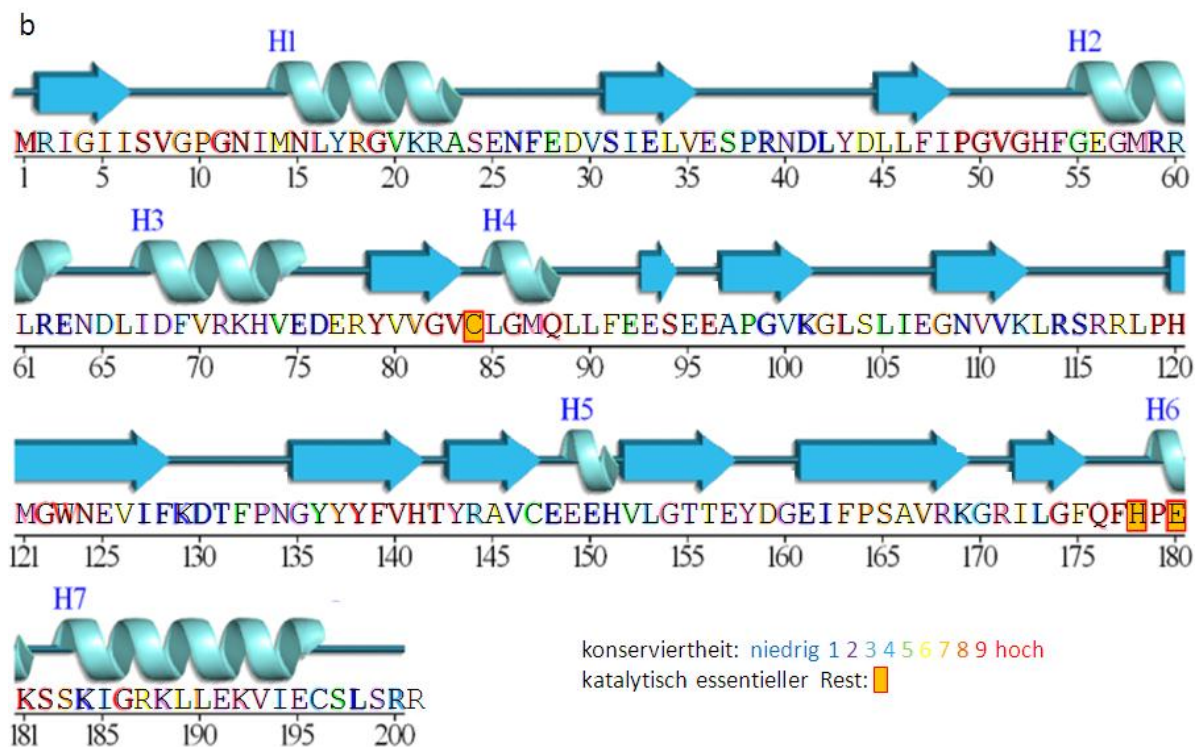 b
H1 H2
MRIGIISVGPGNIMNLYRGVKRASENFEDVSIELVESPRNDLYDLLFIPGVGHFGEGMRR
1 5 10 15 20 25 30 35 40 45 50 55 60
H3 H4
LRENDLIDFVRKHVEDERYVVGVCLGMQLLFEESEEAPGVKGLSLIEGNVVKLRSRRLPH
61 65 70 75 80 85 90 95 100 105 110 115 120
H5 H6
MGWNEVIFKDTFPNGYYYFVHTYRAVCEEEHVLGTTEYDGEIFPSAVRKGRILGFQFHPE
121 125 131 135 140 145 150 155 160 165 170 175 180
H7
KSSKIGRKLLEKVIECSLSRR
181 185 190 195 200
konserviertheit: niedrig 1 2 3 4 5 6 7 8 9 hoch
katalytisch essentieller Rest: